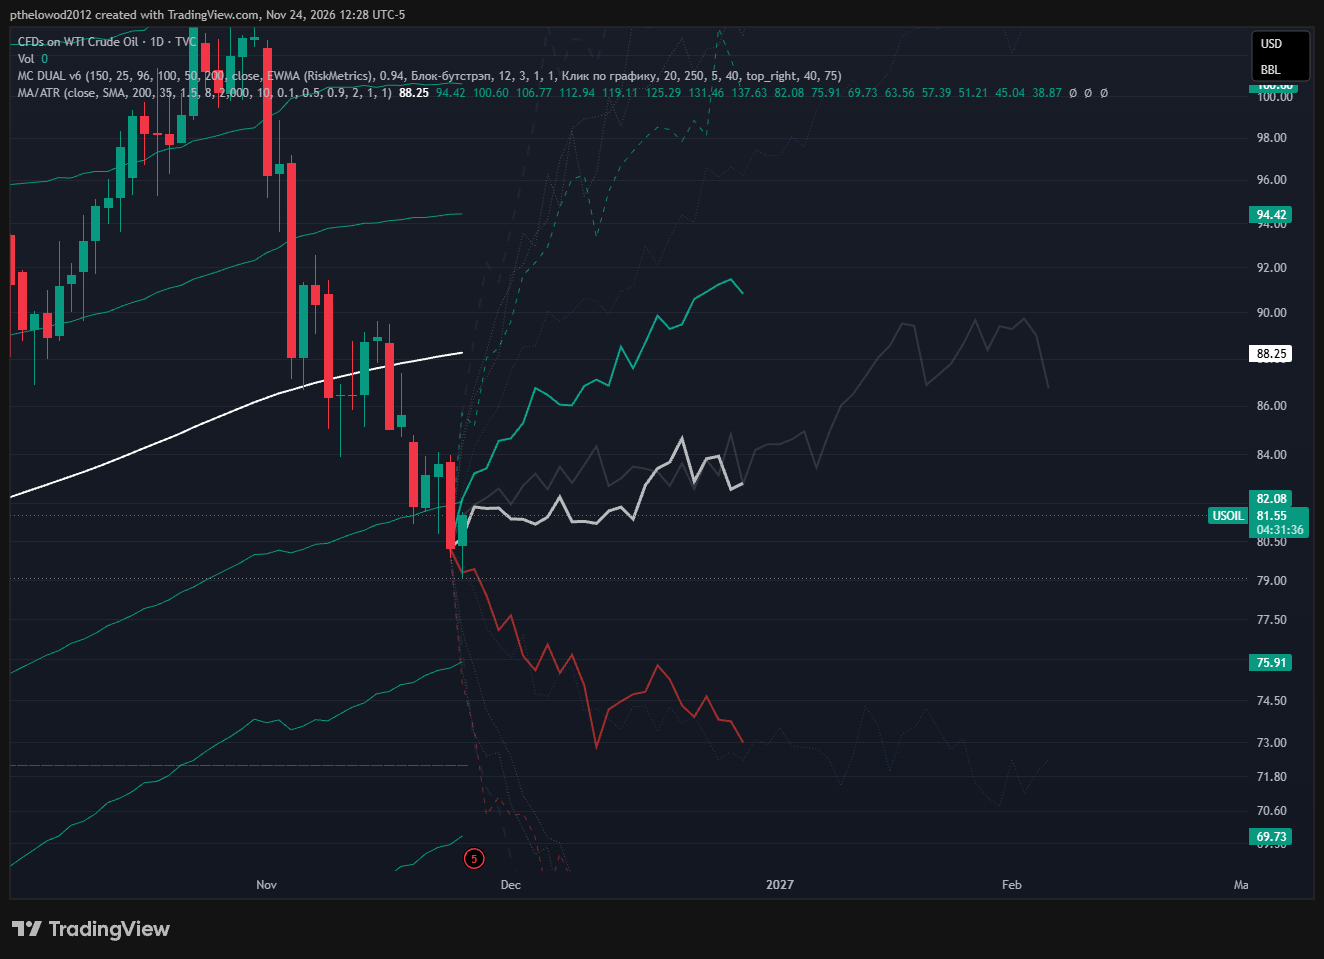 pthelowod2012 created with TradingView.com, Nov 24, 2026 12:28 UTC-5
CFDs on WTI Crude Oil · 1D · TVC
Vol 0
MC DUAL v6 (150, 25, 96, 100, 50, 200, close, EWMA (RiskMetrics), 0.94, Блок-бутстрэп, 12, 3, 1, 1, Клик по графику, 20, 250, 5, 40, top_right, 40, 75)
MA/ATR (close, SMA, 200, 35, 1.5, 8, 2,000, 10, 0.1, 0.5, 0.9, 2, 1, 1) 88.25 94.42 100.60 106.77 112.94 119.11 125.29 131.46 137.63 82.08 75.91 69.73 63.56 57.39 51.21 45.04 38.87 Ø Ø Ø
USD
BBL
100.60
100.00
98.00
96.00
94.42
94.00
92.00
90.00
88.25
86.00
84.00
82.08
USOIL 81.55
04:31:36
80.50
79.00
77.50
75.91
74.50
73.00
71.80
70.60
69.73
5
Nov Dec 2027 Feb Ma
TradingView